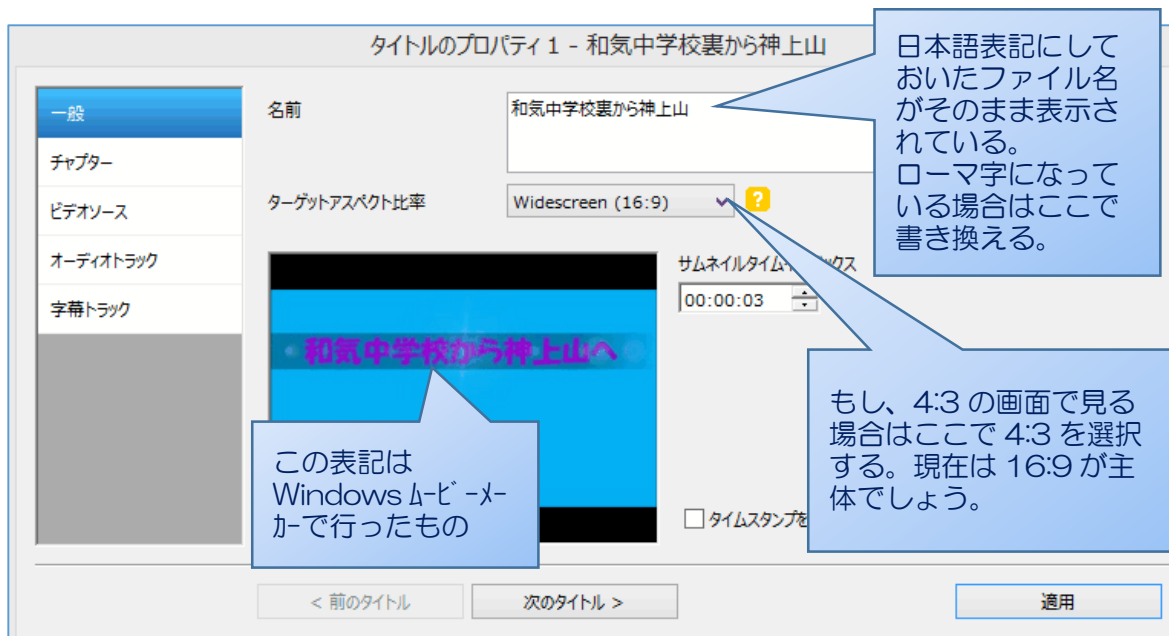 タイトルのプロパティ 1 - 和気中学校裏から神上山
一般
チャプター
ビデオソース
オーディオトラック
字幕トラック
名前
和気中学校裏から神上山
ターゲットアスペクト比率
Widescreen (16:9)
?
サムネイルタイム
ックス
00:00:03
和気中学校から神上山へ
タイムスタンプを
< 前のタイトル
次のタイトル >
適用
日本語表記にして
おいたファイル名
がそのまま表示さ
れている。
ローマ字になって
いる場合はここで
書き換える。
もし、4:3 の画面で見る
場合はここで 4:3 を選択
する。現在は 16:9 が主
体でしょう。
この表記は
Windows ﾑｰﾋﾞｰﾒｰ
ｶｰで行ったもの